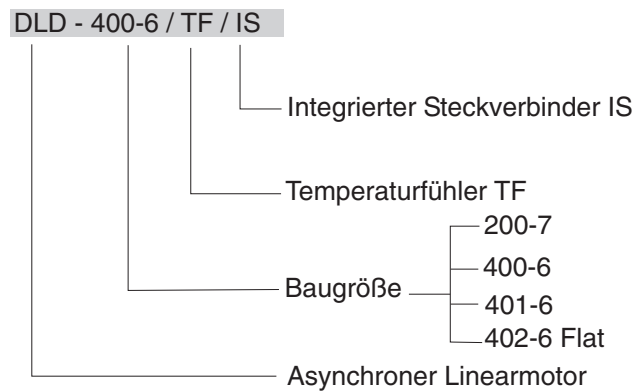 DLD - 400-6 / TF / IS
Integrierter Steckverbinder IS
Temperaturfühler TF
200-7
400-6
Baugröße
401-6
402-6 Flat
Asynchroner Linearmotor